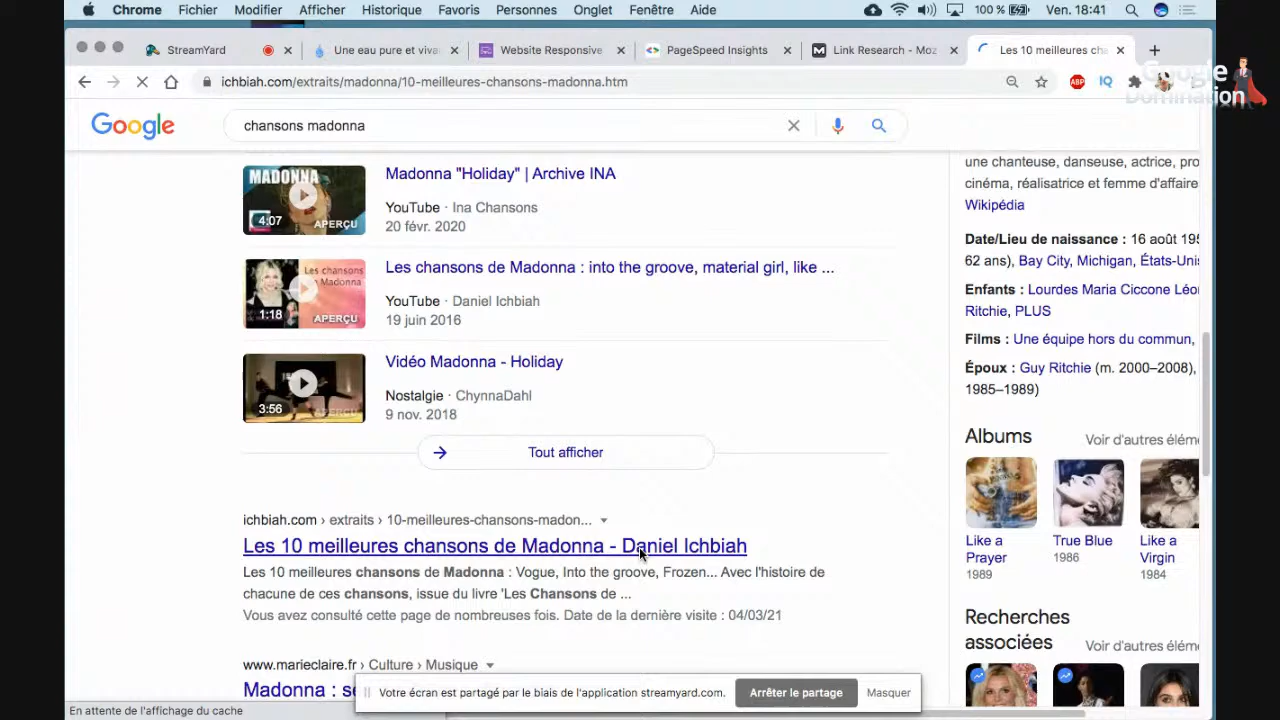 Chrome Fichier Modifier Afficher Historique Favoris Personnes Onglet Fenêtre Aide 100 % Ven. 18:41
StreamYard
Une eau pure et viva
Website Responsive
PageSpeed Insights
Link Research - Moz
Les 10 meilleures cha
ichbiah.com/extraits/madonna/10-meilleures-chansons-madonna.htm
ABP
IQ
Google
Domination
Google
chansons madonna
MADONNA
4:07
APERÇU
Madonna "Holiday" | Archive INA
YouTube · Ina Chansons
20 févr. 2020
Les chansons
Madonna
1:18
APERÇU
Les chansons de Madonna : into the groove, material girl, like ...
YouTube · Daniel Ichbiah
19 juin 2016
3:56
APERÇU
Vidéo Madonna - Holiday
Nostalgie · ChynnaDahl
9 nov. 2018
Tout afficher
ichbiah.com › extraits › 10-meilleures-chansons-madon...
Les 10 meilleures chansons de Madonna - Daniel Ichbiah
Les 10 meilleures chansons de Madonna : Vogue, Into the groove, Frozen... Avec l'histoire de
chacune de ces chansons, issue du livre 'Les Chansons de ...
Vous avez consulté cette page de nombreuses fois. Date de la dernière visite : 04/03/21
www.marieclaire.fr › Culture › Musique
Madonna : se
une chanteuse, danseuse, actrice, pro
cinéma, réalisatrice et femme d'affaire
Wikipédia
Date/Lieu de naissance : 16 août 195
62 ans), Bay City, Michigan, États-Unis
Enfants : Lourdes Maria Ciccone Léon
Ritchie, PLUS
Films : Une équipe hors du commun,
Époux : Guy Ritchie (m. 2000–2008),
1985–1989)
Albums
Voir d'autres éléme
Like a
Prayer
1989
True Blue
1986
Like a
Virgin
1984
Recherches
associées
Voir d'autres éléme
Votre écran est partagé par le biais de l'application streamyard.com.
Arrêter le partage
Masquer
En attente de l'affichage du cache